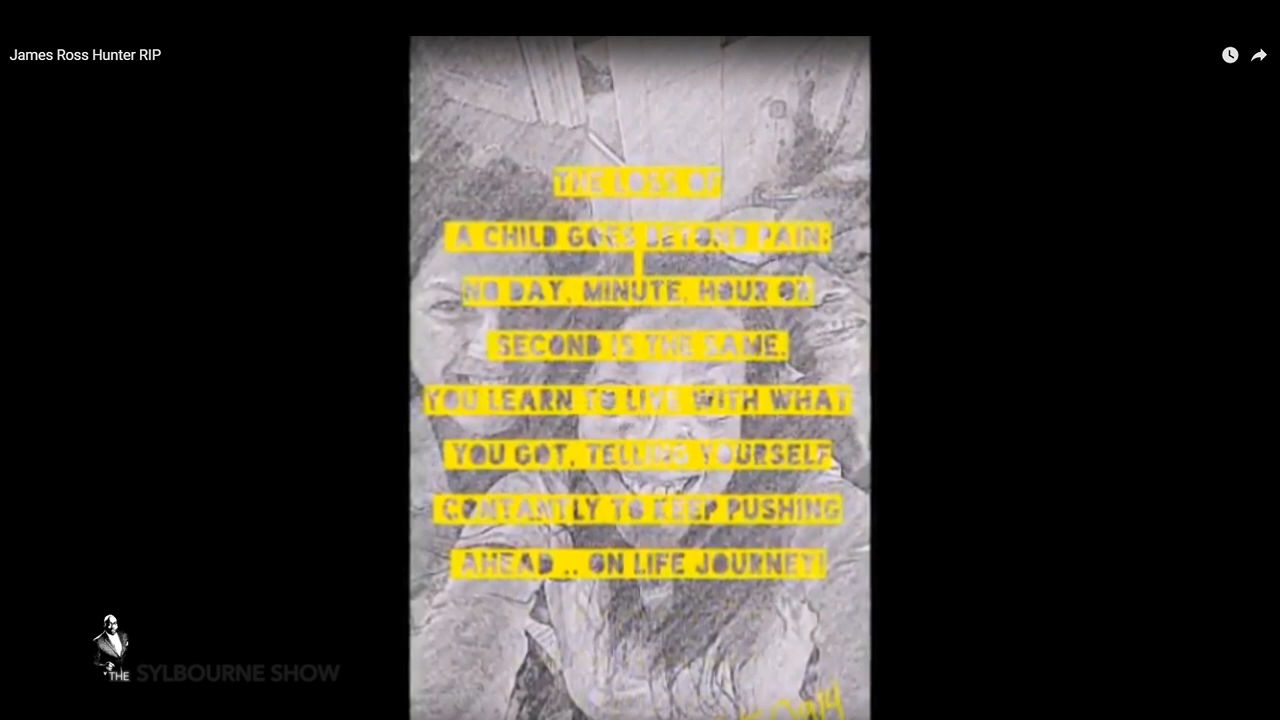 James Ross Hunter RIP
THE LOSS OF
A CHILD GOES BEYOND PAIN:
NO DAY, MINUTE, HOUR OR
SECOND IS THE SAME.
YOU LEARN TO LIVE WITH WHAT
YOU GOT, TELLING YOURSELF
CONTANTLY TO KEEP PUSHING
AHEAD .. ON LIFE JOURNEY!
THE SYLBOURNE SHOW